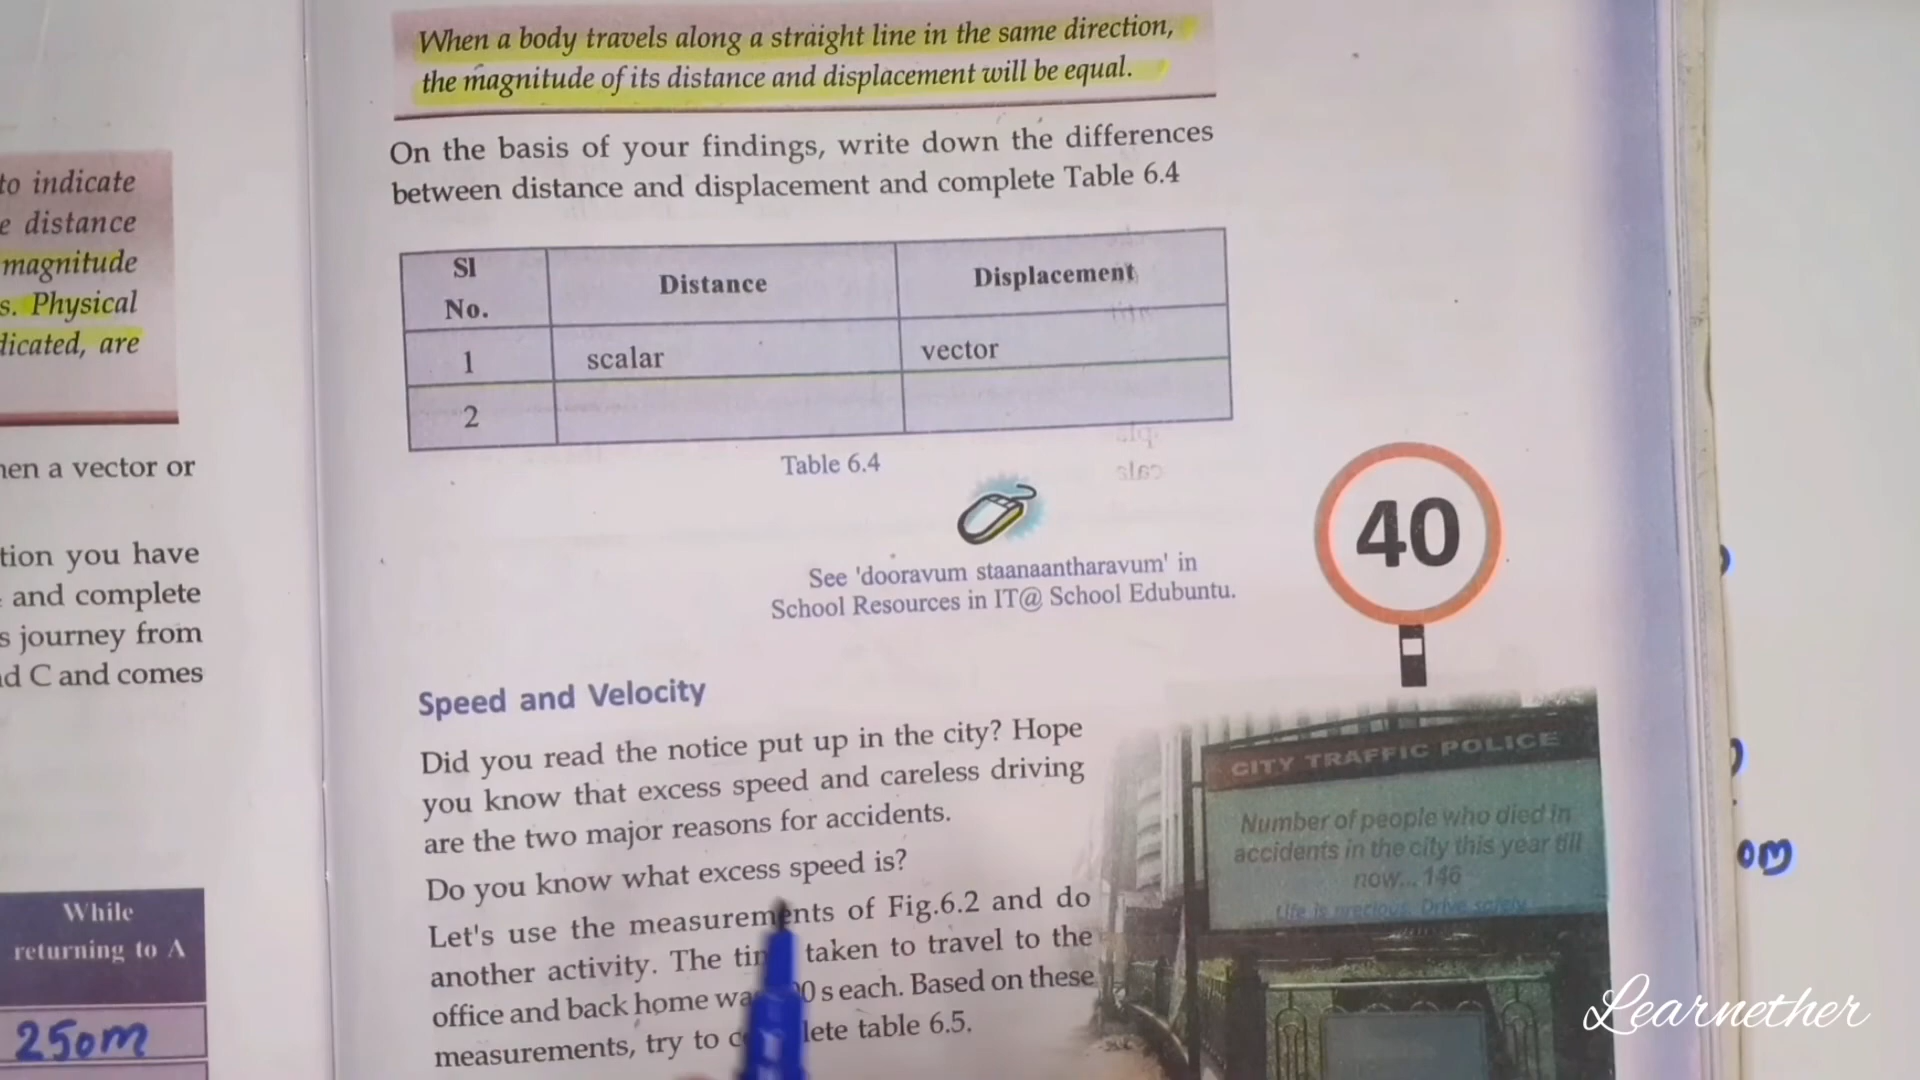 to indicate
e distance
magnitude
s. Physical
dicated, are
hen a vector or
tion you have
and complete
s journey from
nd C and comes
While
returning to A
250m
When a body travels along a straight line in the same direction,
the magnitude of its distance and displacement will be equal.
On the basis of your findings, write down the differences
between distance and displacement and complete Table 6.4
Sl No. Distance Displacement
1 scalar vector
2
Table 6.4
See 'dooravum staanaantharavum' in
School Resources in IT@ School Edubuntu.
40
Speed and Velocity
Did you read the notice put up in the city? Hope
you know that excess speed and careless driving
are the two major reasons for accidents.
Do you know what excess speed is?
Let's use the measurements of Fig.6.2 and do
another activity. The taken to travel to the
office and back home s each. Based on these
measurements, try to table 6.5.
CITY TRAFFIC POLICE
Number of people who died in
accidents in the city this year till
now... 146
Life is precious. Drive safely
om
Learnether